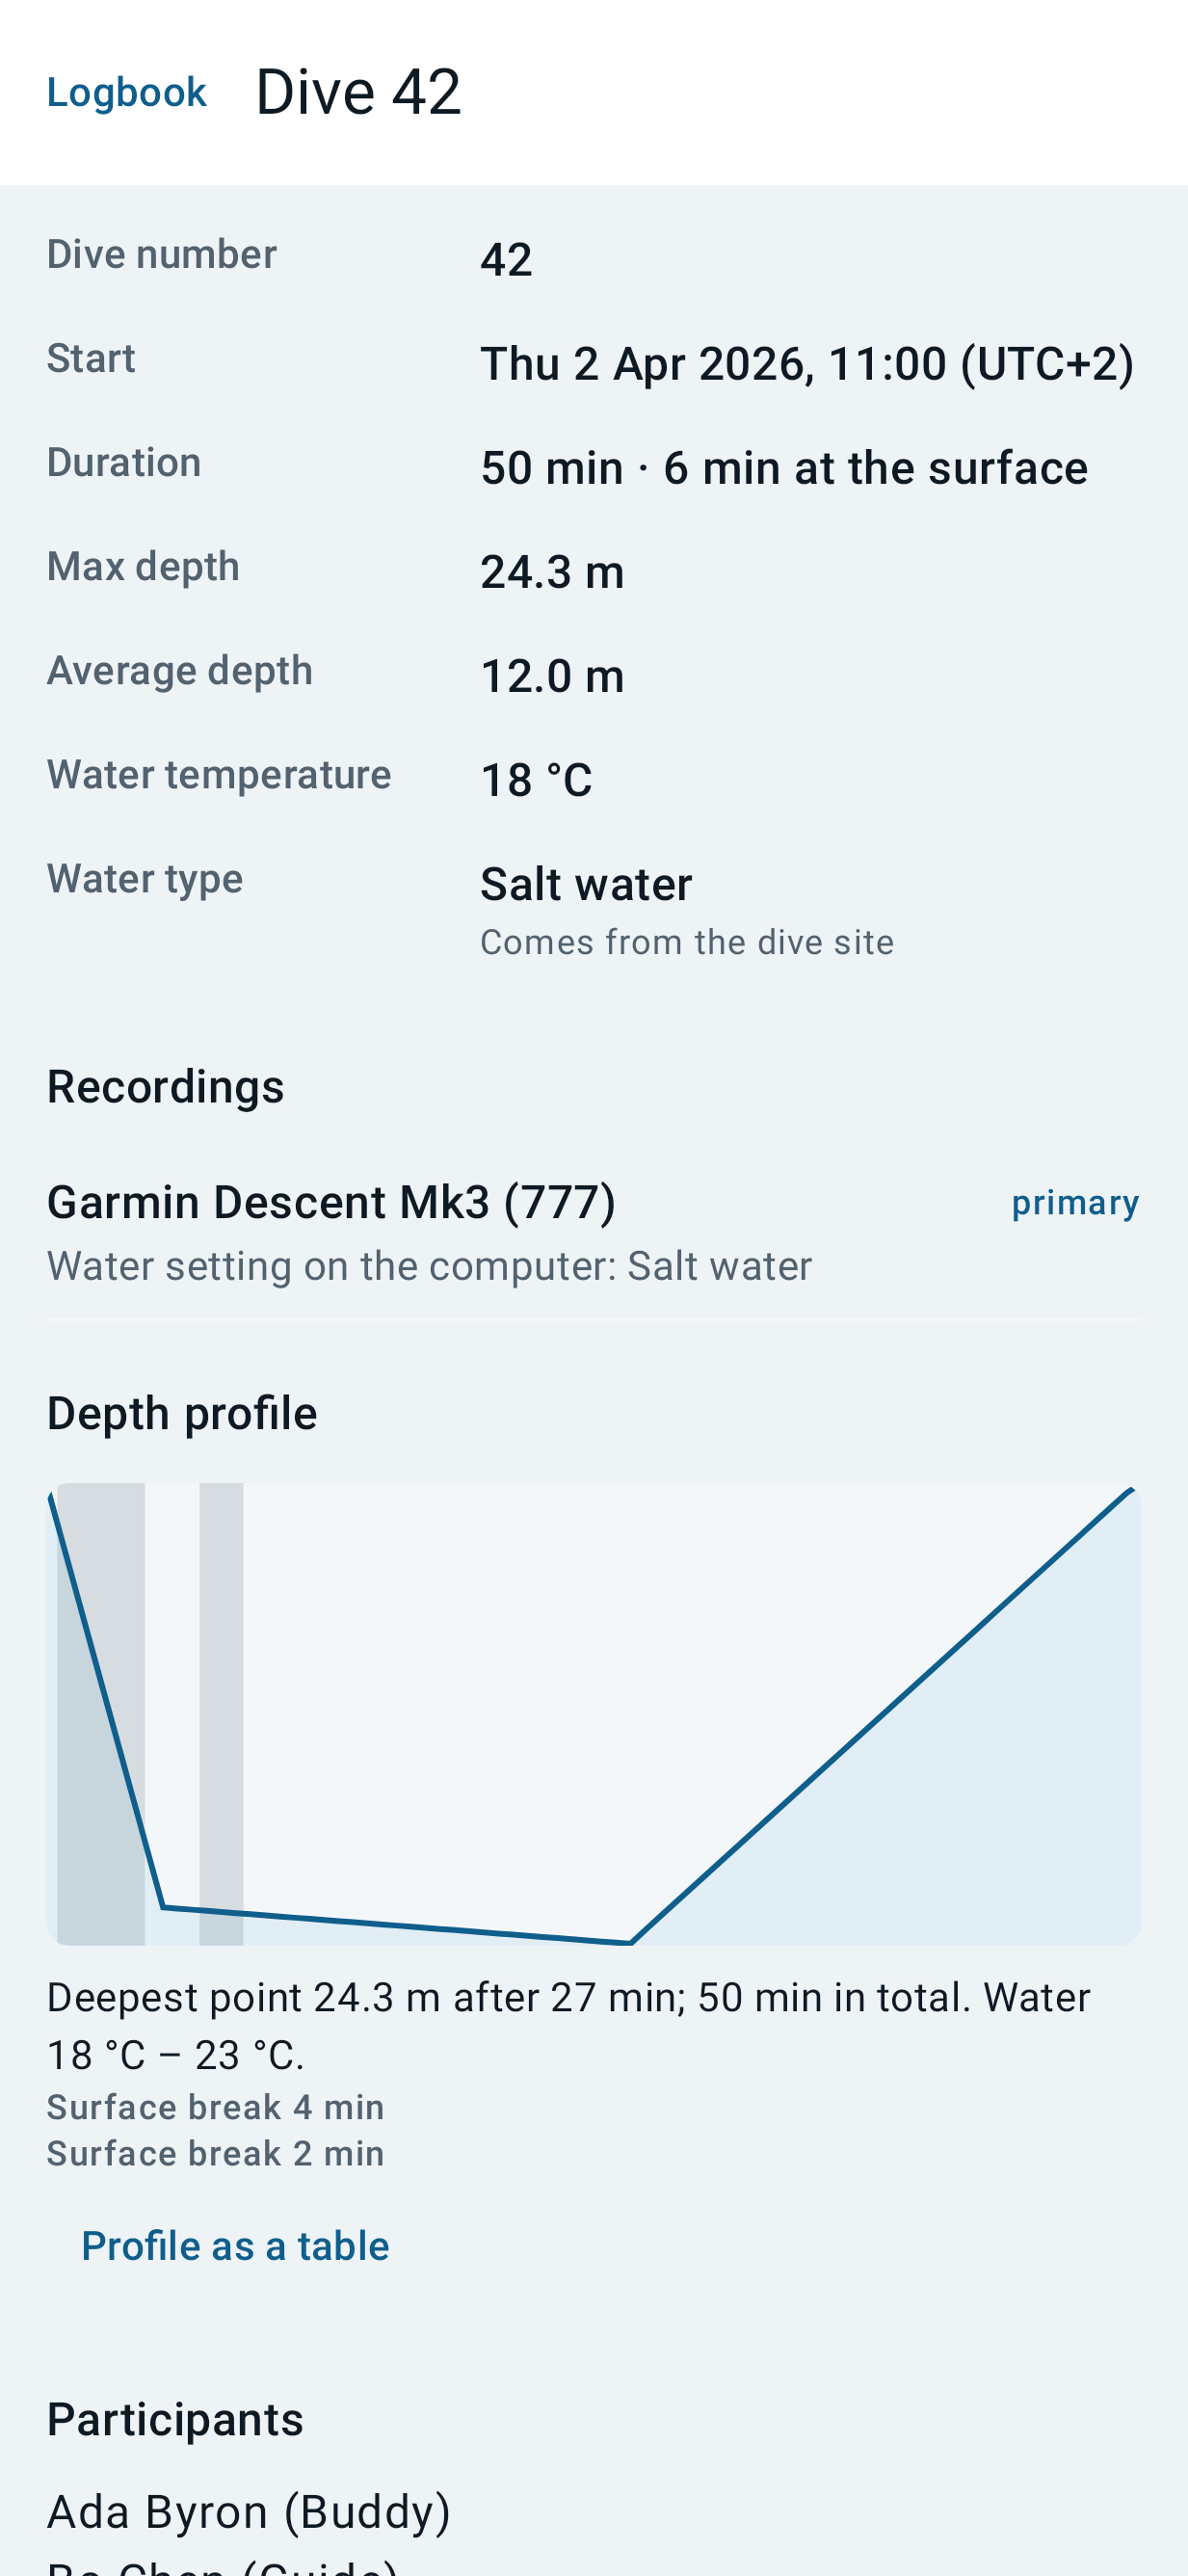 Logbook Dive 42
Dive number 42
Start Thu 2 Apr 2026, 11:00 (UTC+2)
Duration 50 min · 6 min at the surface
Max depth 24.3 m
Average depth 12.0 m
Water temperature 18 °C
Water type Salt water
Comes from the dive site
Recordings
Garmin Descent Mk3 (777) primary
Water setting on the computer: Salt water
Depth profile
Deepest point 24.3 m after 27 min; 50 min in total. Water
18 °C – 23 °C.
Surface break 4 min
Surface break 2 min
Profile as a table
Participants
Ada Byron (Buddy)
Bo Chen (Guide)